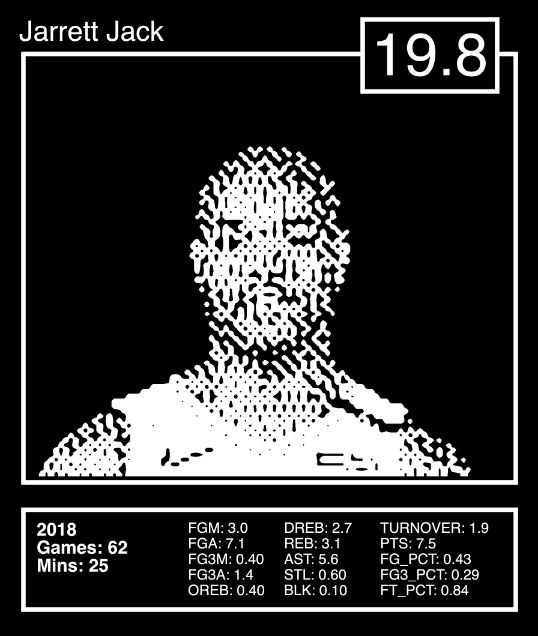 Jarrett Jack
19.8
2018
Games: 62
Mins: 25
FGM: 3.0
FGA: 7.1
FG3M: 0.40
FG3A: 1.4
OREB: 0.40
DREB: 2.7
REB: 3.1
AST: 5.6
STL: 0.60
BLK: 0.10
TURNOVER: 1.9
PTS: 7.5
FG_PCT: 0.43
FG3_PCT: 0.29
FT_PCT: 0.84